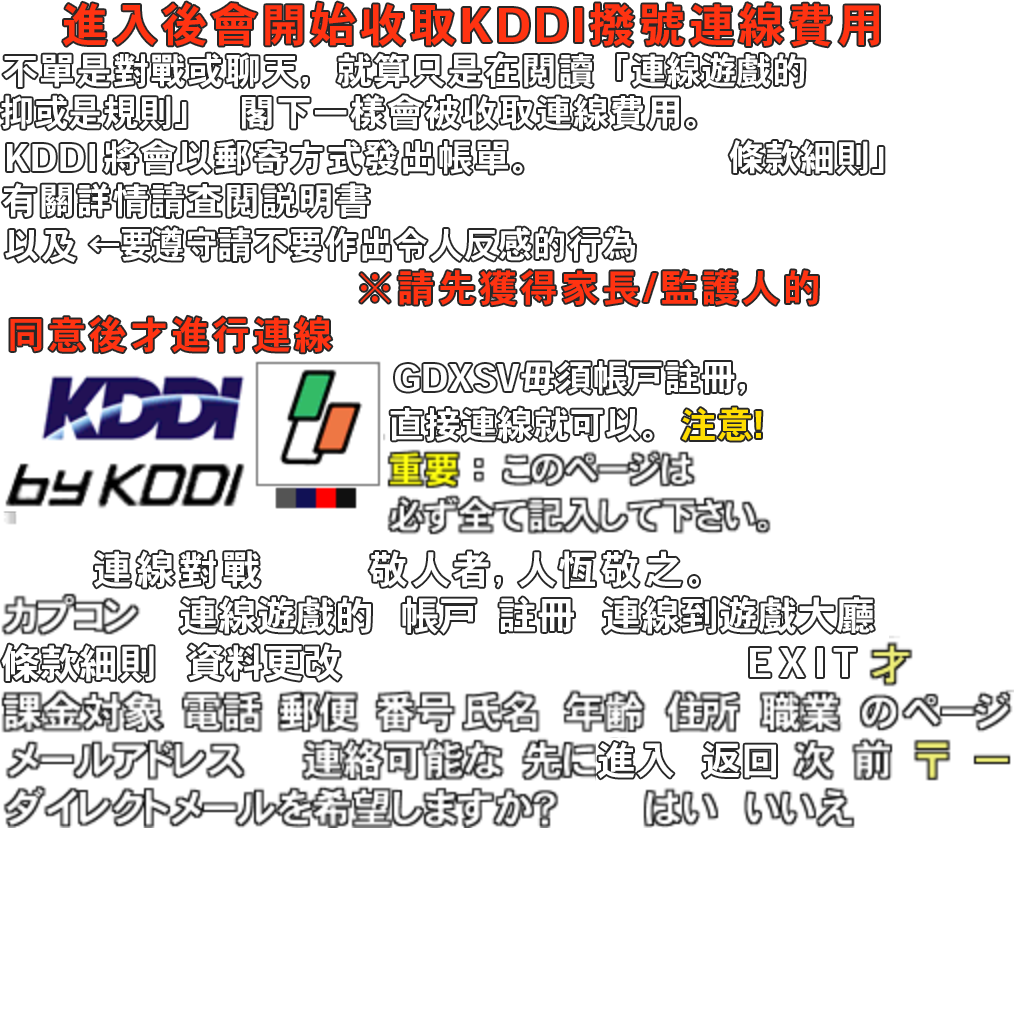 進入後會開始收取KDDI撥號連線費用
不單是對戰或聊天，就算只是在閱讀「連線遊戲的
抑或是規則」 閣下一樣會被收取連線費用。
KDDI將會以郵寄方式發出帳單。 條款細則」
有關詳情請查閱説明書
以及 ←要遵守請不要作出令人反感的行為
※請先獲得家長/監護人的
同意後才進行連線
KDDI
by KDDI
GDXSV毋須帳戸註冊，
直接連線就可以。 注意!
重要：このページは
必ず全て記入して下さい。
連線對戰 敬人者，人恆敬之。
カプコン 連線遊戲的 帳戸 註冊 連線到遊戲大廳
條款細則 資料更改 EXIT オ
課金対象 電話 郵便 番号 氏名 年齢 住所 職業 のページ
メールアドレス 連絡可能な 先に進入 返回 次 前 〒 ー
ダイレクトメールを希望しますか? はい いいえ